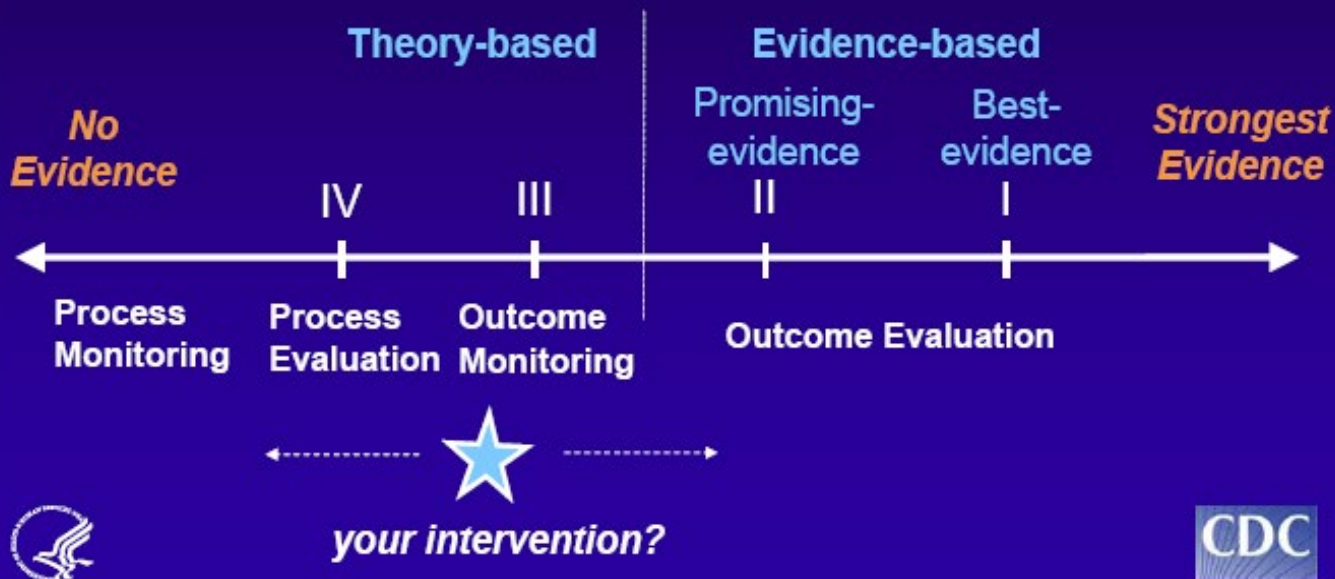 Theory-based
Evidence-based
No
Evidence
Promising-
evidence
Best-
evidence
Strongest
Evidence
IV
III
II
I
Process
Monitoring
Process
Evaluation
Outcome
Monitoring
Outcome Evaluation
your intervention?
CDC